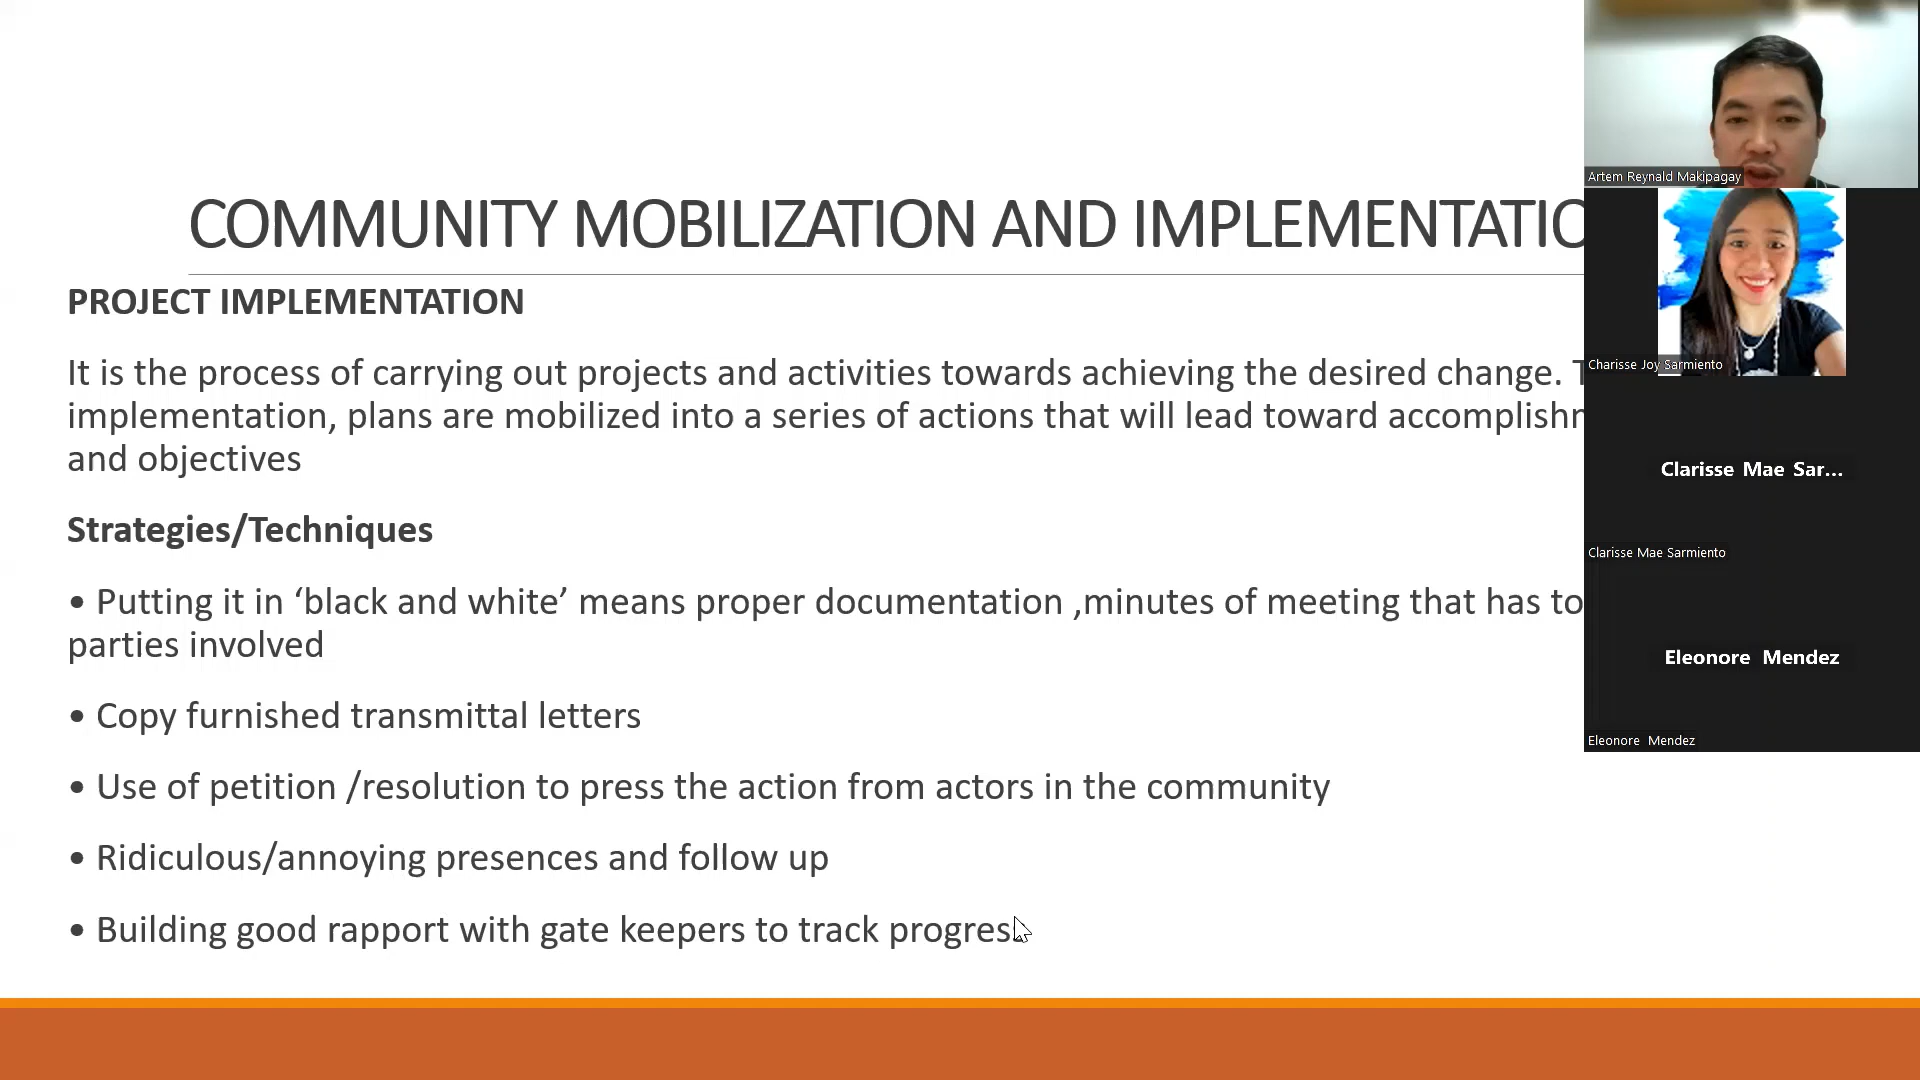 COMMUNITY MOBILIZATION AND IMPLEMENTATIO
PROJECT IMPLEMENTATION
It is the process of carrying out projects and activities towards achieving the desired change.
implementation, plans are mobilized into a series of actions that will lead toward
and objectives
Strategies/Techniques
• Putting it in ‘black and white’ means proper documentation ,minutes of meeting that has to
parties involved
• Copy furnished transmittal letters
• Use of petition /resolution to press the action from actors in the community
• Ridiculous/annoying presences and follow up
• Building good rapport with gate keepers to track progress
Artem Reynald Makipagay
Charisse Joy Sarmiento
Clarisse Mae Sar...
Clarisse Mae Sarmiento
Eleonore Mendez
Eleonore Mendez